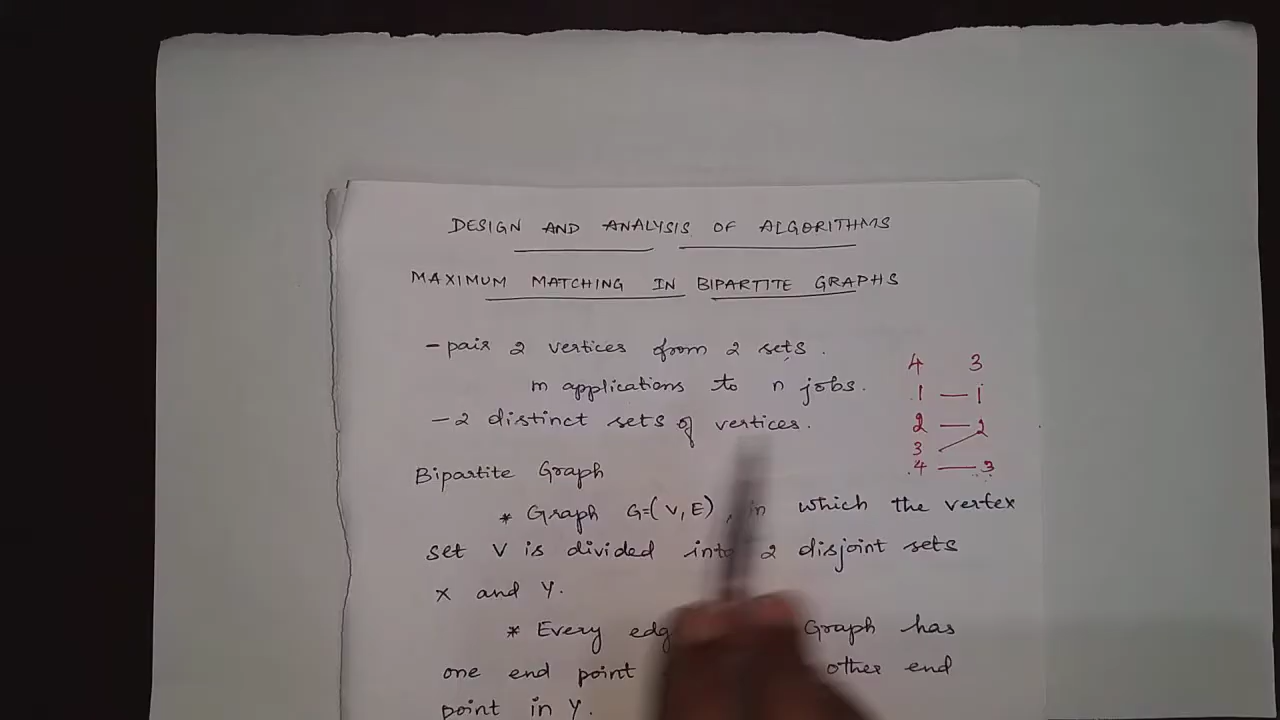 DESIGN AND ANALYSIS OF ALGORITHMS
MAXIMUM MATCHING IN BIPARTITE GRAPHS
- pair 2 vertices from 2 sets.
m applications to n jobs.
- 2 distinct sets of vertices.
4 3
1 — 1
2 — 2
3
4 — 3
Bipartite Graph
* Graph G=(V,E), in which the vertex
set V is divided into 2 disjoint sets
X and Y.
* Every Graph has
one end point other end
point in Y.